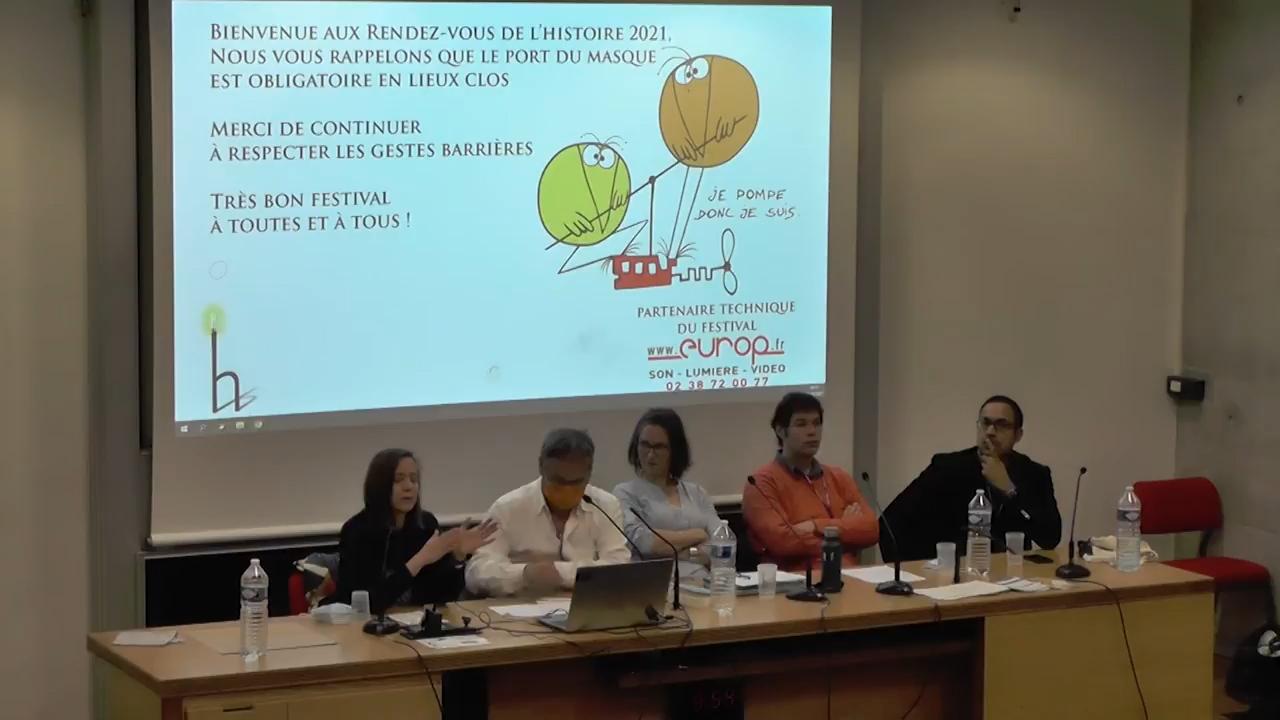 BIENVENUE AUX RENDEZ-VOUS DE L'HISTOIRE 2021,
NOUS VOUS RAPPELONS QUE LE PORT DU MASQUE
EST OBLIGATOIRE EN LIEUX CLOS
MERCI DE CONTINUER
À RESPECTER LES GESTES BARRIÈRES
TRÈS BON FESTIVAL
À TOUTES ET À TOUS !
JE POMPE
DONC JE SUIS.
PARTENAIRE TECHNIQUE
DU FESTIVAL
www.europ.fr
SON - LUMIERE - VIDEO
02 38 72 00 77
h
9:54